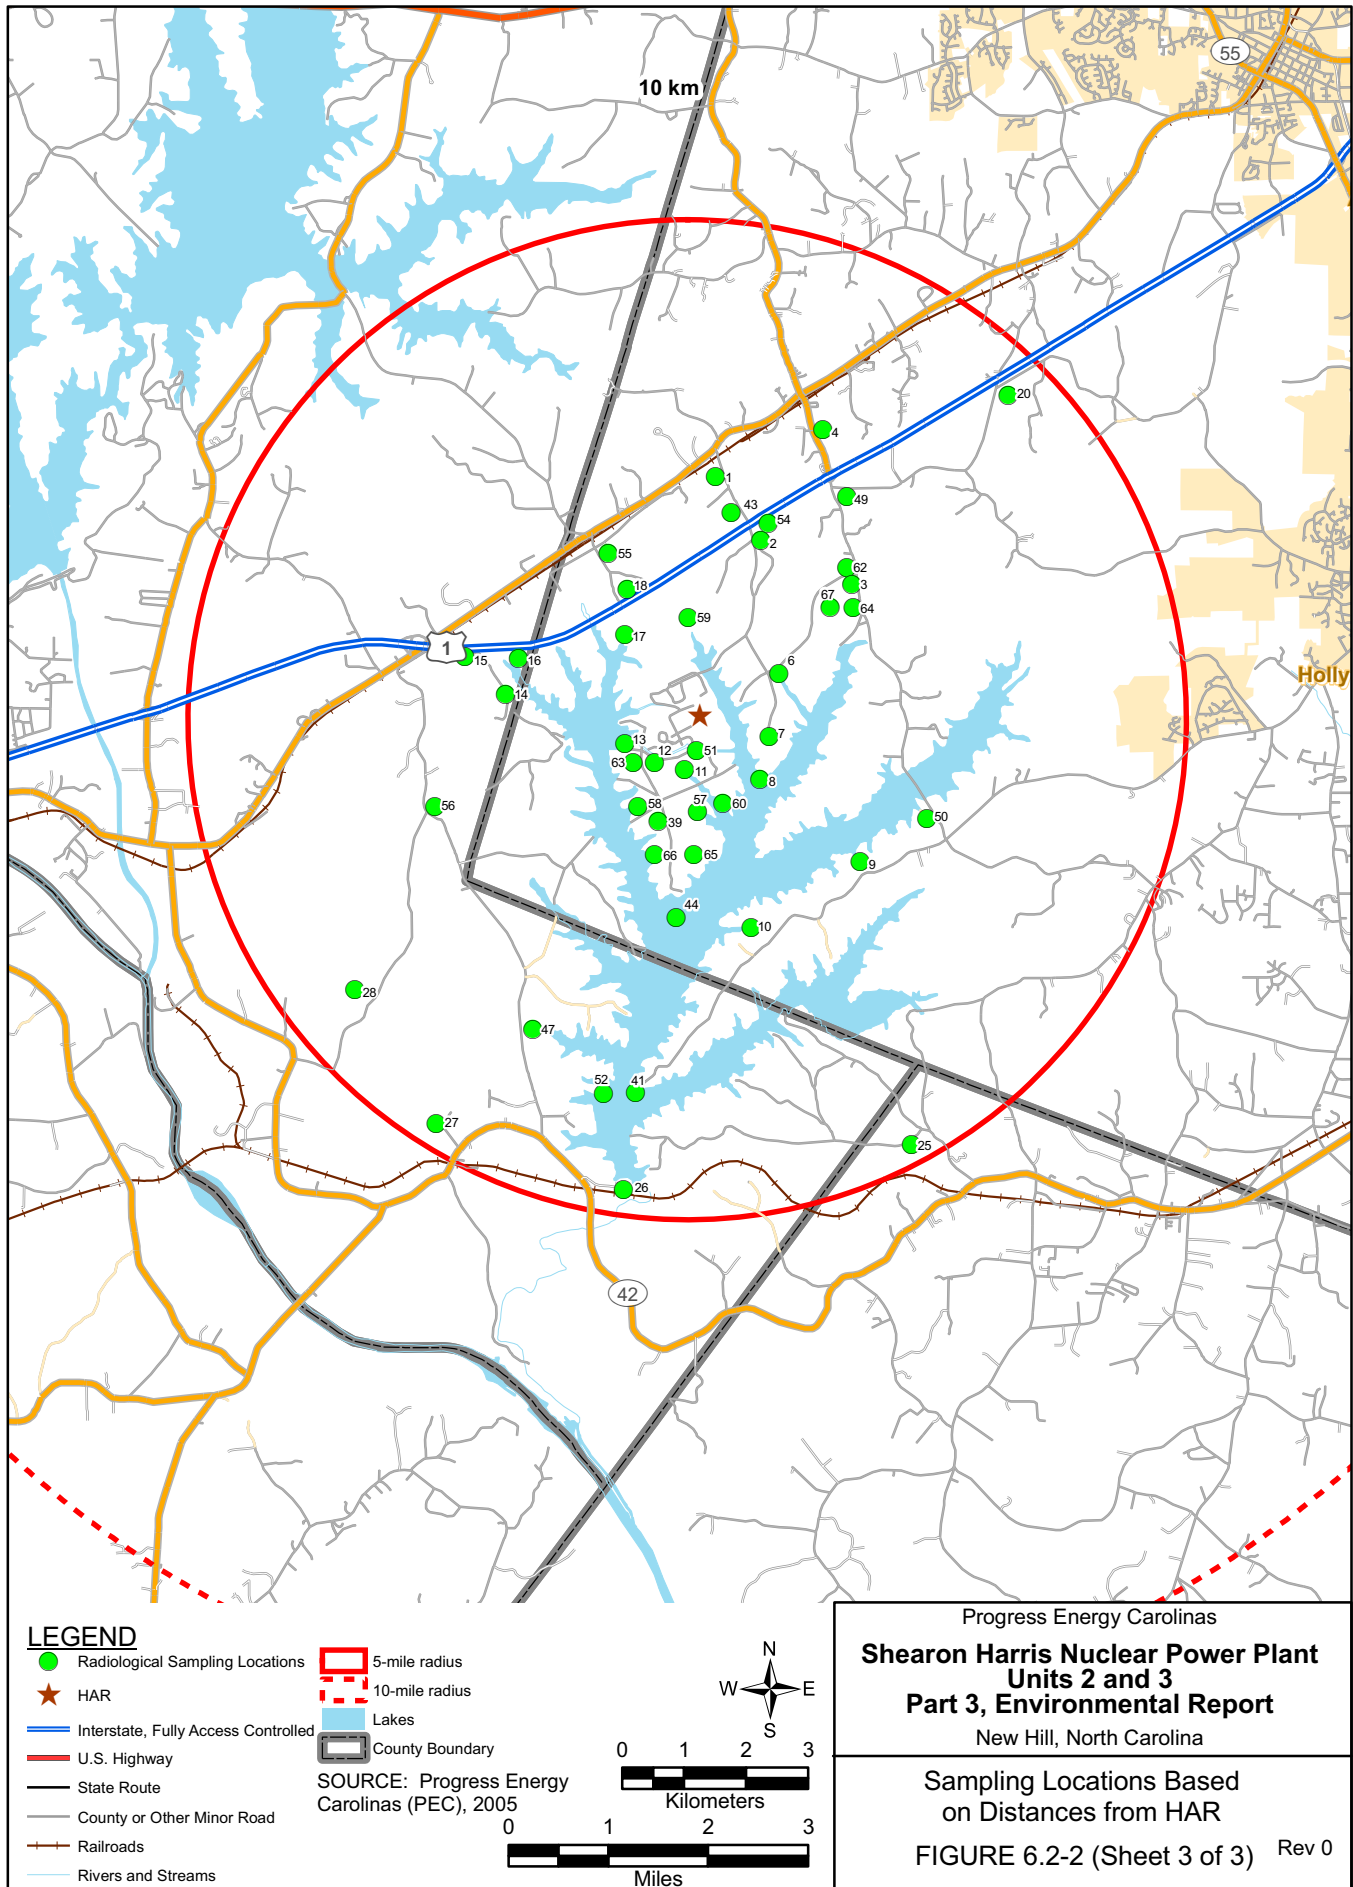 55
10 km
20
4
1
49
43
54
2
55
62
3
18
67
64
59
17
1
15
16
6
14
Holly
13
7
12
51
63
11
8
58
57
60
56
39
50
66
65
9
44
10
28
47
52
41
27
25
26
42
LEGEND
Radiological Sampling Locations
HAR
Interstate, Fully Access Controlled
U.S. Highway
State Route
County or Other Minor Road
Railroads
Rivers and Streams
5-mile radius
10-mile radius
Lakes
County Boundary
SOURCE: Progress Energy
Carolinas (PEC), 2005
N
W E
S
0 1 2 3
Kilometers
0 1 2 3
Miles
Progress Energy Carolinas
Shearon Harris Nuclear Power Plant
Units 2 and 3
Part 3, Environmental Report
New Hill, North Carolina
Sampling Locations Based
on Distances from HAR
FIGURE 6.2-2 (Sheet 3 of 3) Rev 0